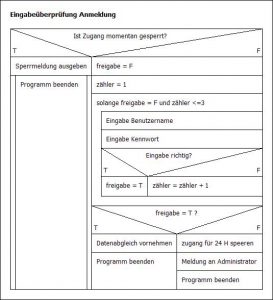 Eingabeüberprüfung Anmeldung
Ist Zugang momentan gesperrt?
T F
Sperrmeldung ausgeben freigabe = F
Programm beenden zähler = 1
solange freigabe = F und zähler <=3
Eingabe Benutzername
Eingabe Kennwort
Eingabe richtig?
T F
freigabe = T zähler = zähler + 1
freigabe = T ?
T F
Datenabgleich vornehmen zugang für 24 H speeren
Programm beenden Meldung an Administrator
Programm beenden